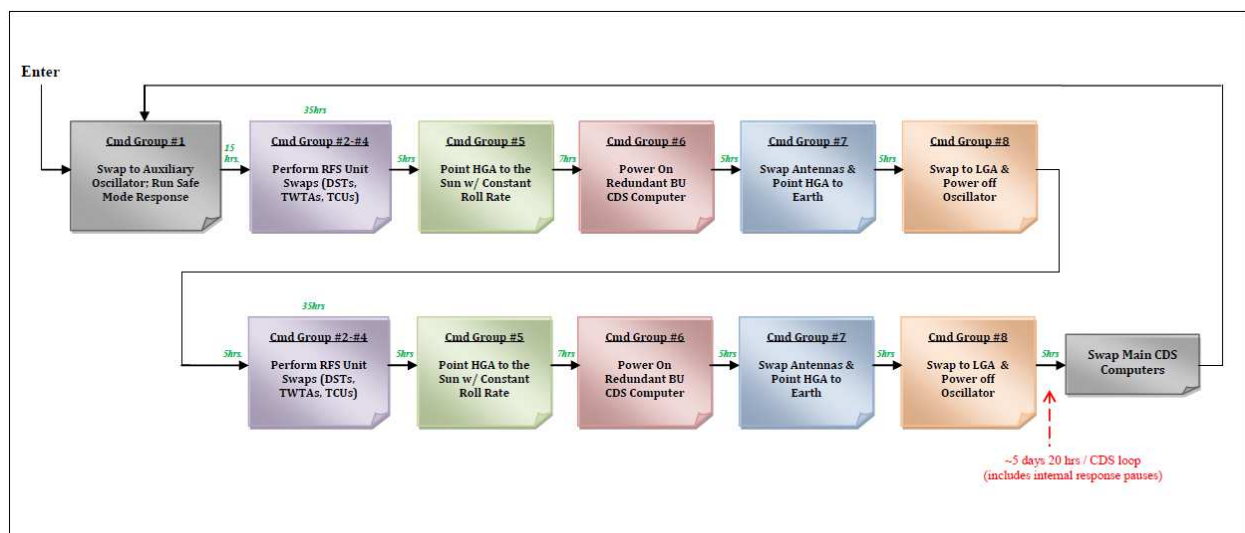 Enter
35hrs
Cmd Group #1
Swap to Auxiliary
Oscillator; Run Safe
Mode Response
15
hrs.
Cmd Group #2-#4
Perform RFS Unit
Swaps (DSTs,
TWTAs, TCUs)
5hrs
Cmd Group #5
Point HGA to the
Sun w/ Constant
Roll Rate
7hrs
Cmd Group #6
Power On
Redundant BU
CDS Computer
5hrs
Cmd Group #7
Swap Antennas &
Point HGA to
Earth
5hrs
Cmd Group #8
Swap to LGA &
Power off
Oscillator
35hrs
5hrs.
Cmd Group #2-#4
Perform RFS Unit
Swaps (DSTs,
TWTAs, TCUs)
5hrs
Cmd Group #5
Point HGA to the
Sun w/ Constant
Roll Rate
7hrs
Cmd Group #6
Power On
Redundant BU
CDS Computer
5hrs
Cmd Group #7
Swap Antennas &
Point HGA to
Earth
5hrs
Cmd Group #8
Swap to LGA &
Power off
Oscillator
5hrs
Swap Main CDS
Computers
~5 days 20 hrs / CDS loop
(includes internal response pauses)